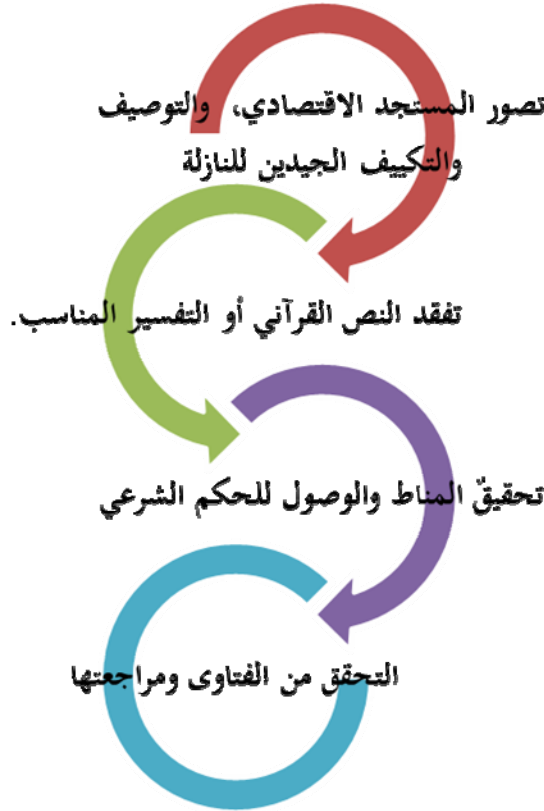 تصور المستجد الاقتصادي، والتوصيف
والتكييف الجيدين للنازلة
تفقد النص القرآني أو التفسير المناسب.
تحقيقٌ المناط والوصول للحكم الشرعي
التحقق من الفتاوى ومراجعتها